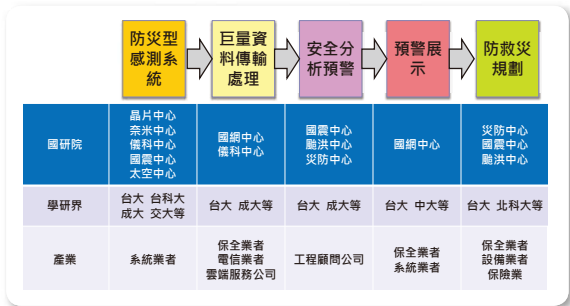 防災型
感測系
統
巨量資
料傳輸
處理
安全分
析預警
預警展
示
防救災
規劃
國研院
晶片中心
奈米中心
儀科中心
國震中心
太空中心
國網中心
儀科中心
國震中心
颱洪中心
災防中心
國網中心
災防中心
國震中心
颱洪中心
學研界
台大 台科大
成大 交大等
台大 成大等
台大 成大等
台大 中大等
台大 北科大等
產業
系統業者
保全業者
電信業者
雲端服務公司
工程顧問公司
保全業者
系統業者
保全業者
設備業者
保險業